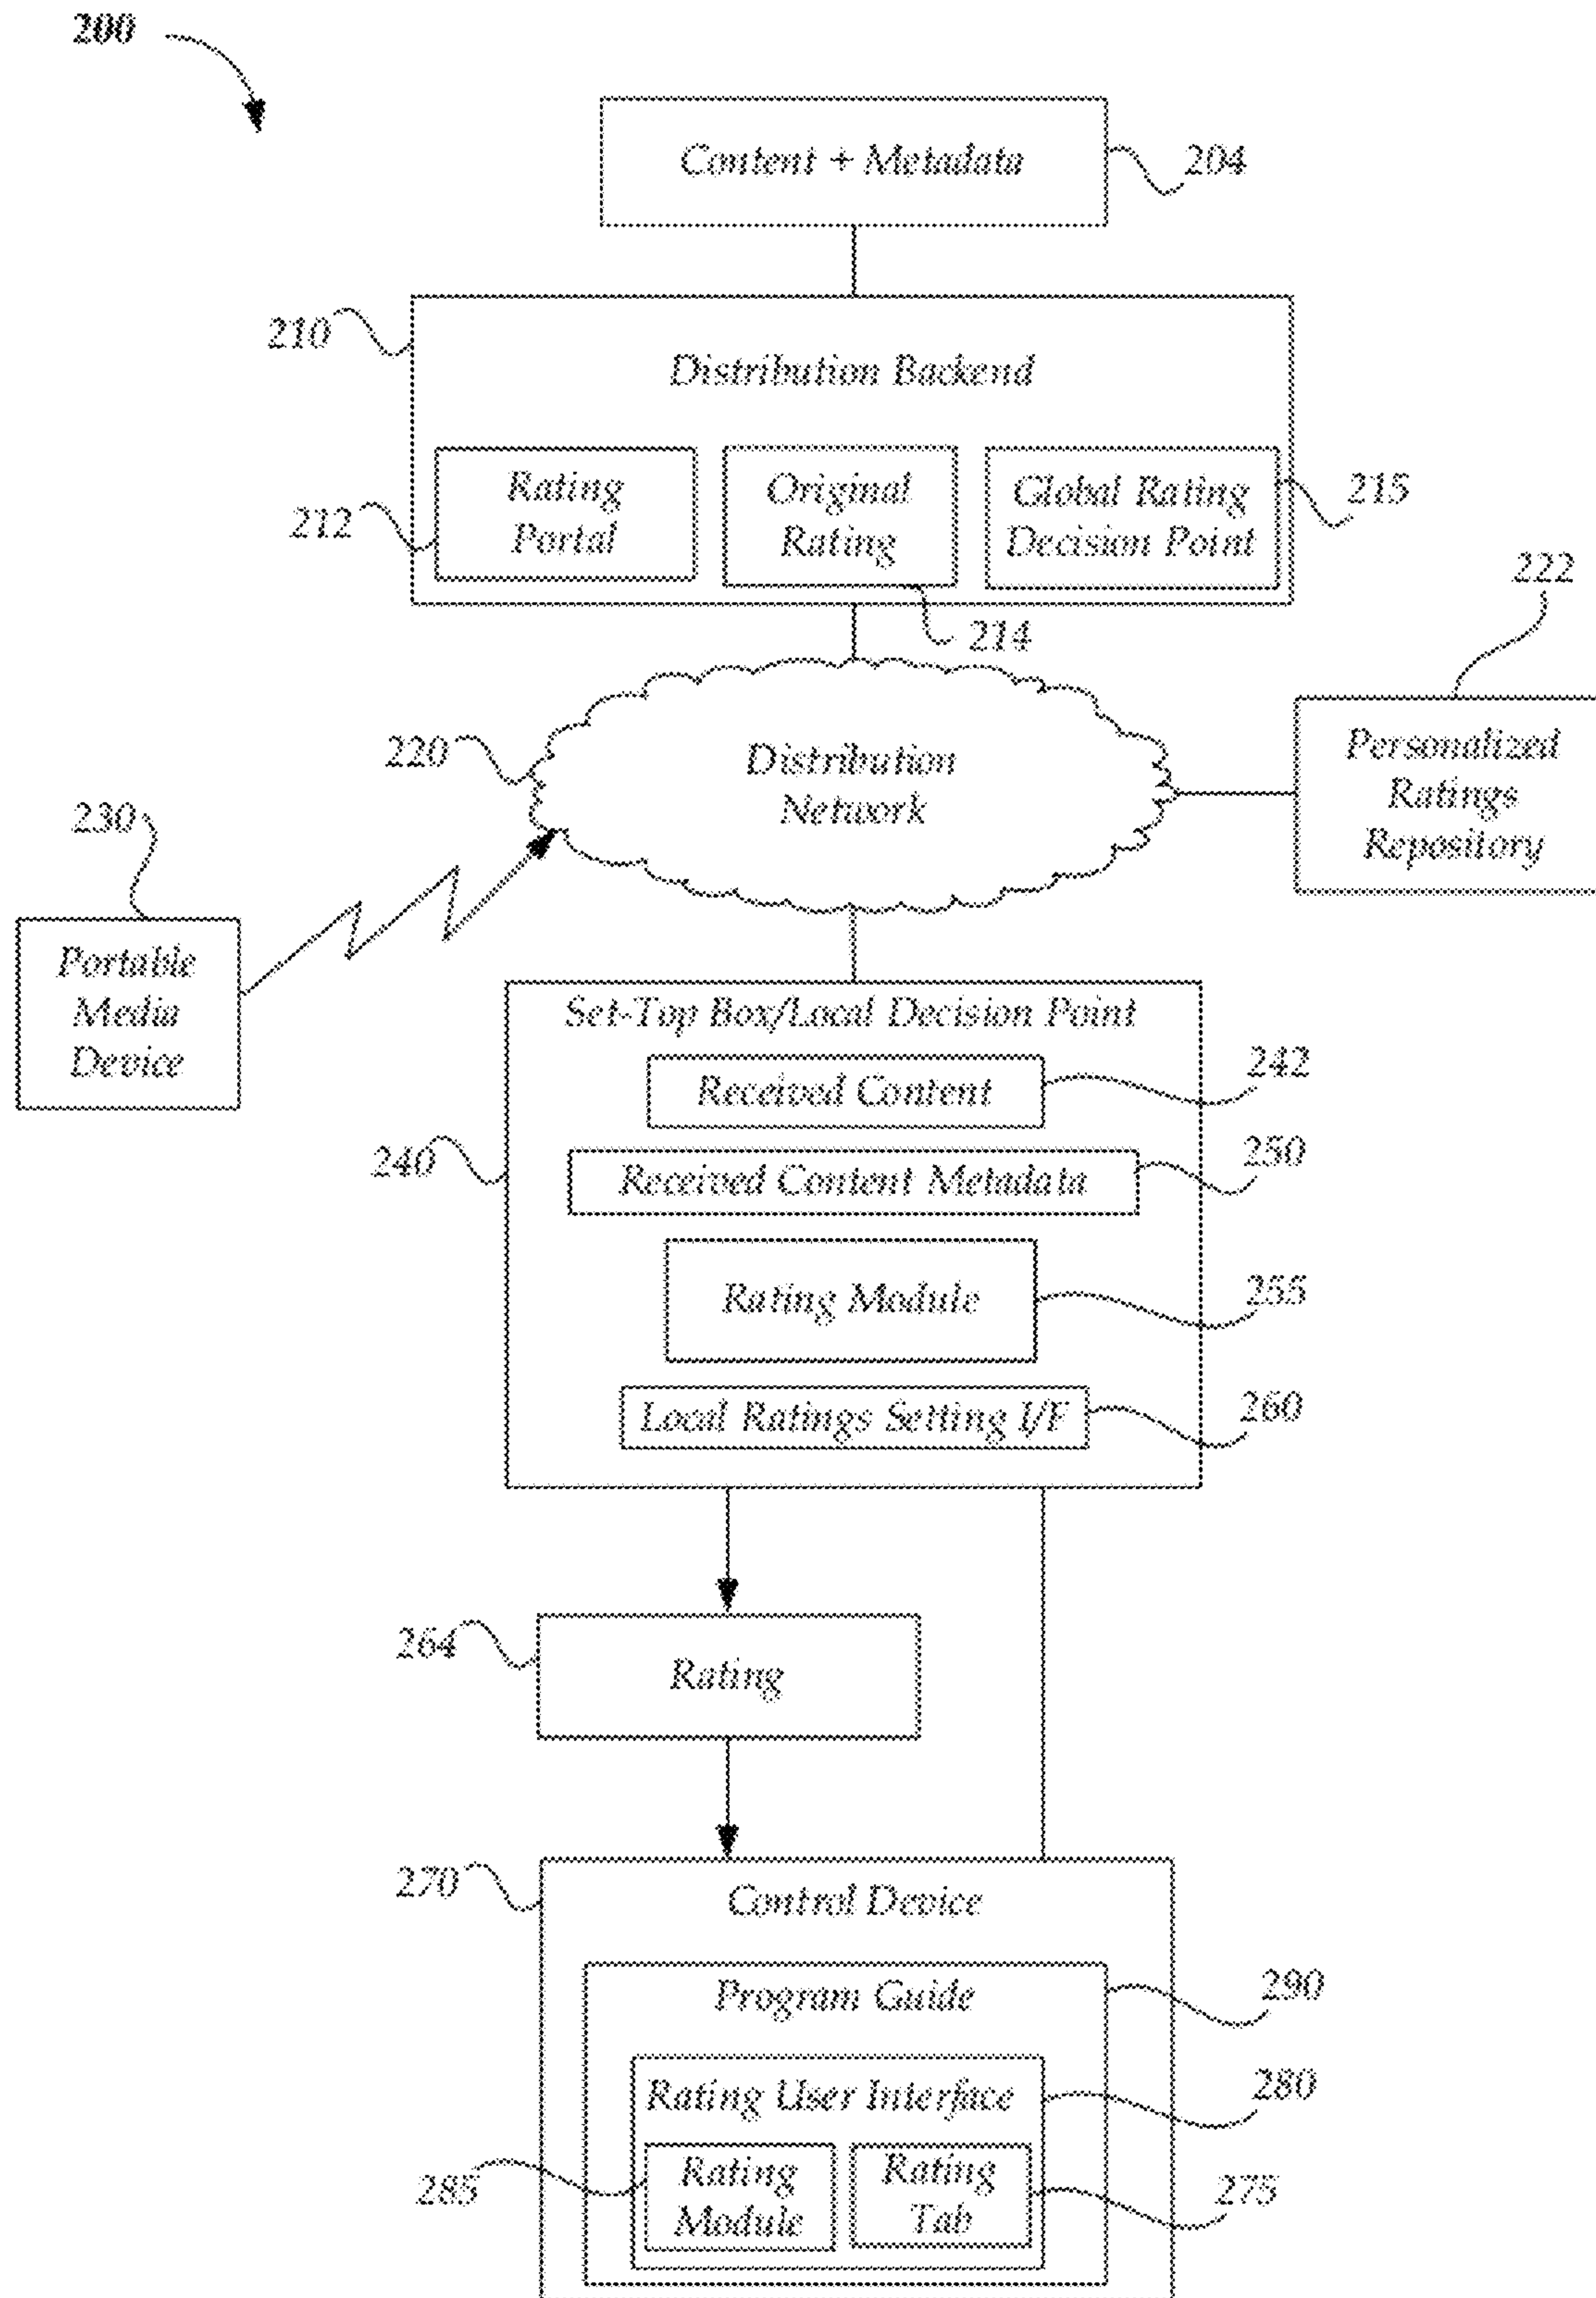 200
Content + Metadata
204
210
Distribution Backend
212
Rating
Portal
Original
Rating
Global Rating
Decision Point
215
214
222
220
Distribution
Network
Personalized
Ratings
Repository
230
Portable
Media
Device
Set-Top Box/Local Decision Point
240
Received Content
242
Received Content Metadata
250
Rating Module
255
Local Ratings Setting I/F
260
264
Rating
270
Control Device
Program Guide
290
Rating User Interface
280
285
Rating
Module
Rating
Tab
275